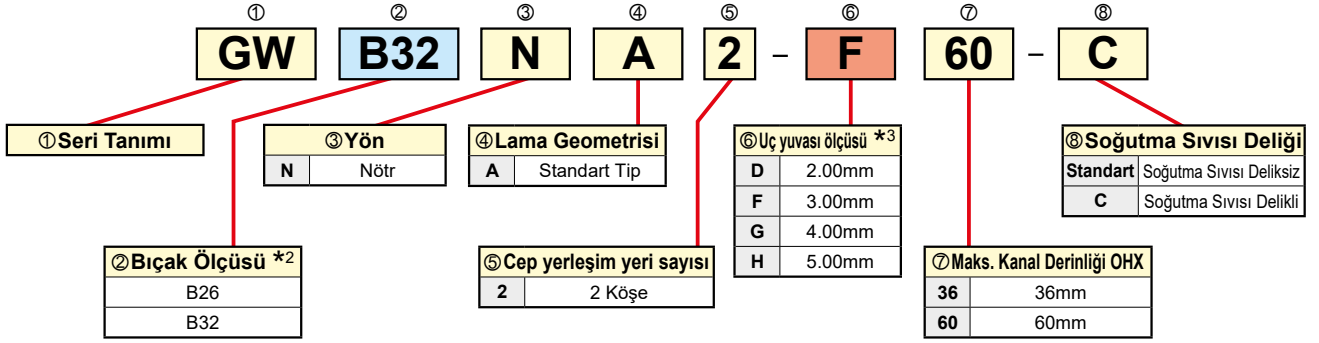 ① ② ③ ④ ⑤ ⑥ ⑦ ⑧
GW B32 N A 2 – F 60 – C
①Seri Tanımı
②Bıçak Ölçüsü *2
B26
B32
③Yön
N Nötr
④Lama Geometrisi
A Standart Tip
⑤Cep yerleşim yeri sayısı
2 2 Köşe
⑥Uç yuvası ölçüsü *3
D 2.00mm
F 3.00mm
G 4.00mm
H 5.00mm
⑦Maks. Kanal Derinliği OHX
36 36mm
60 60mm
⑧Soğutma Sıvısı Deliği
Standart Soğutma Sıvısı Deliksiz
C Soğutma Sıvısı Delikli